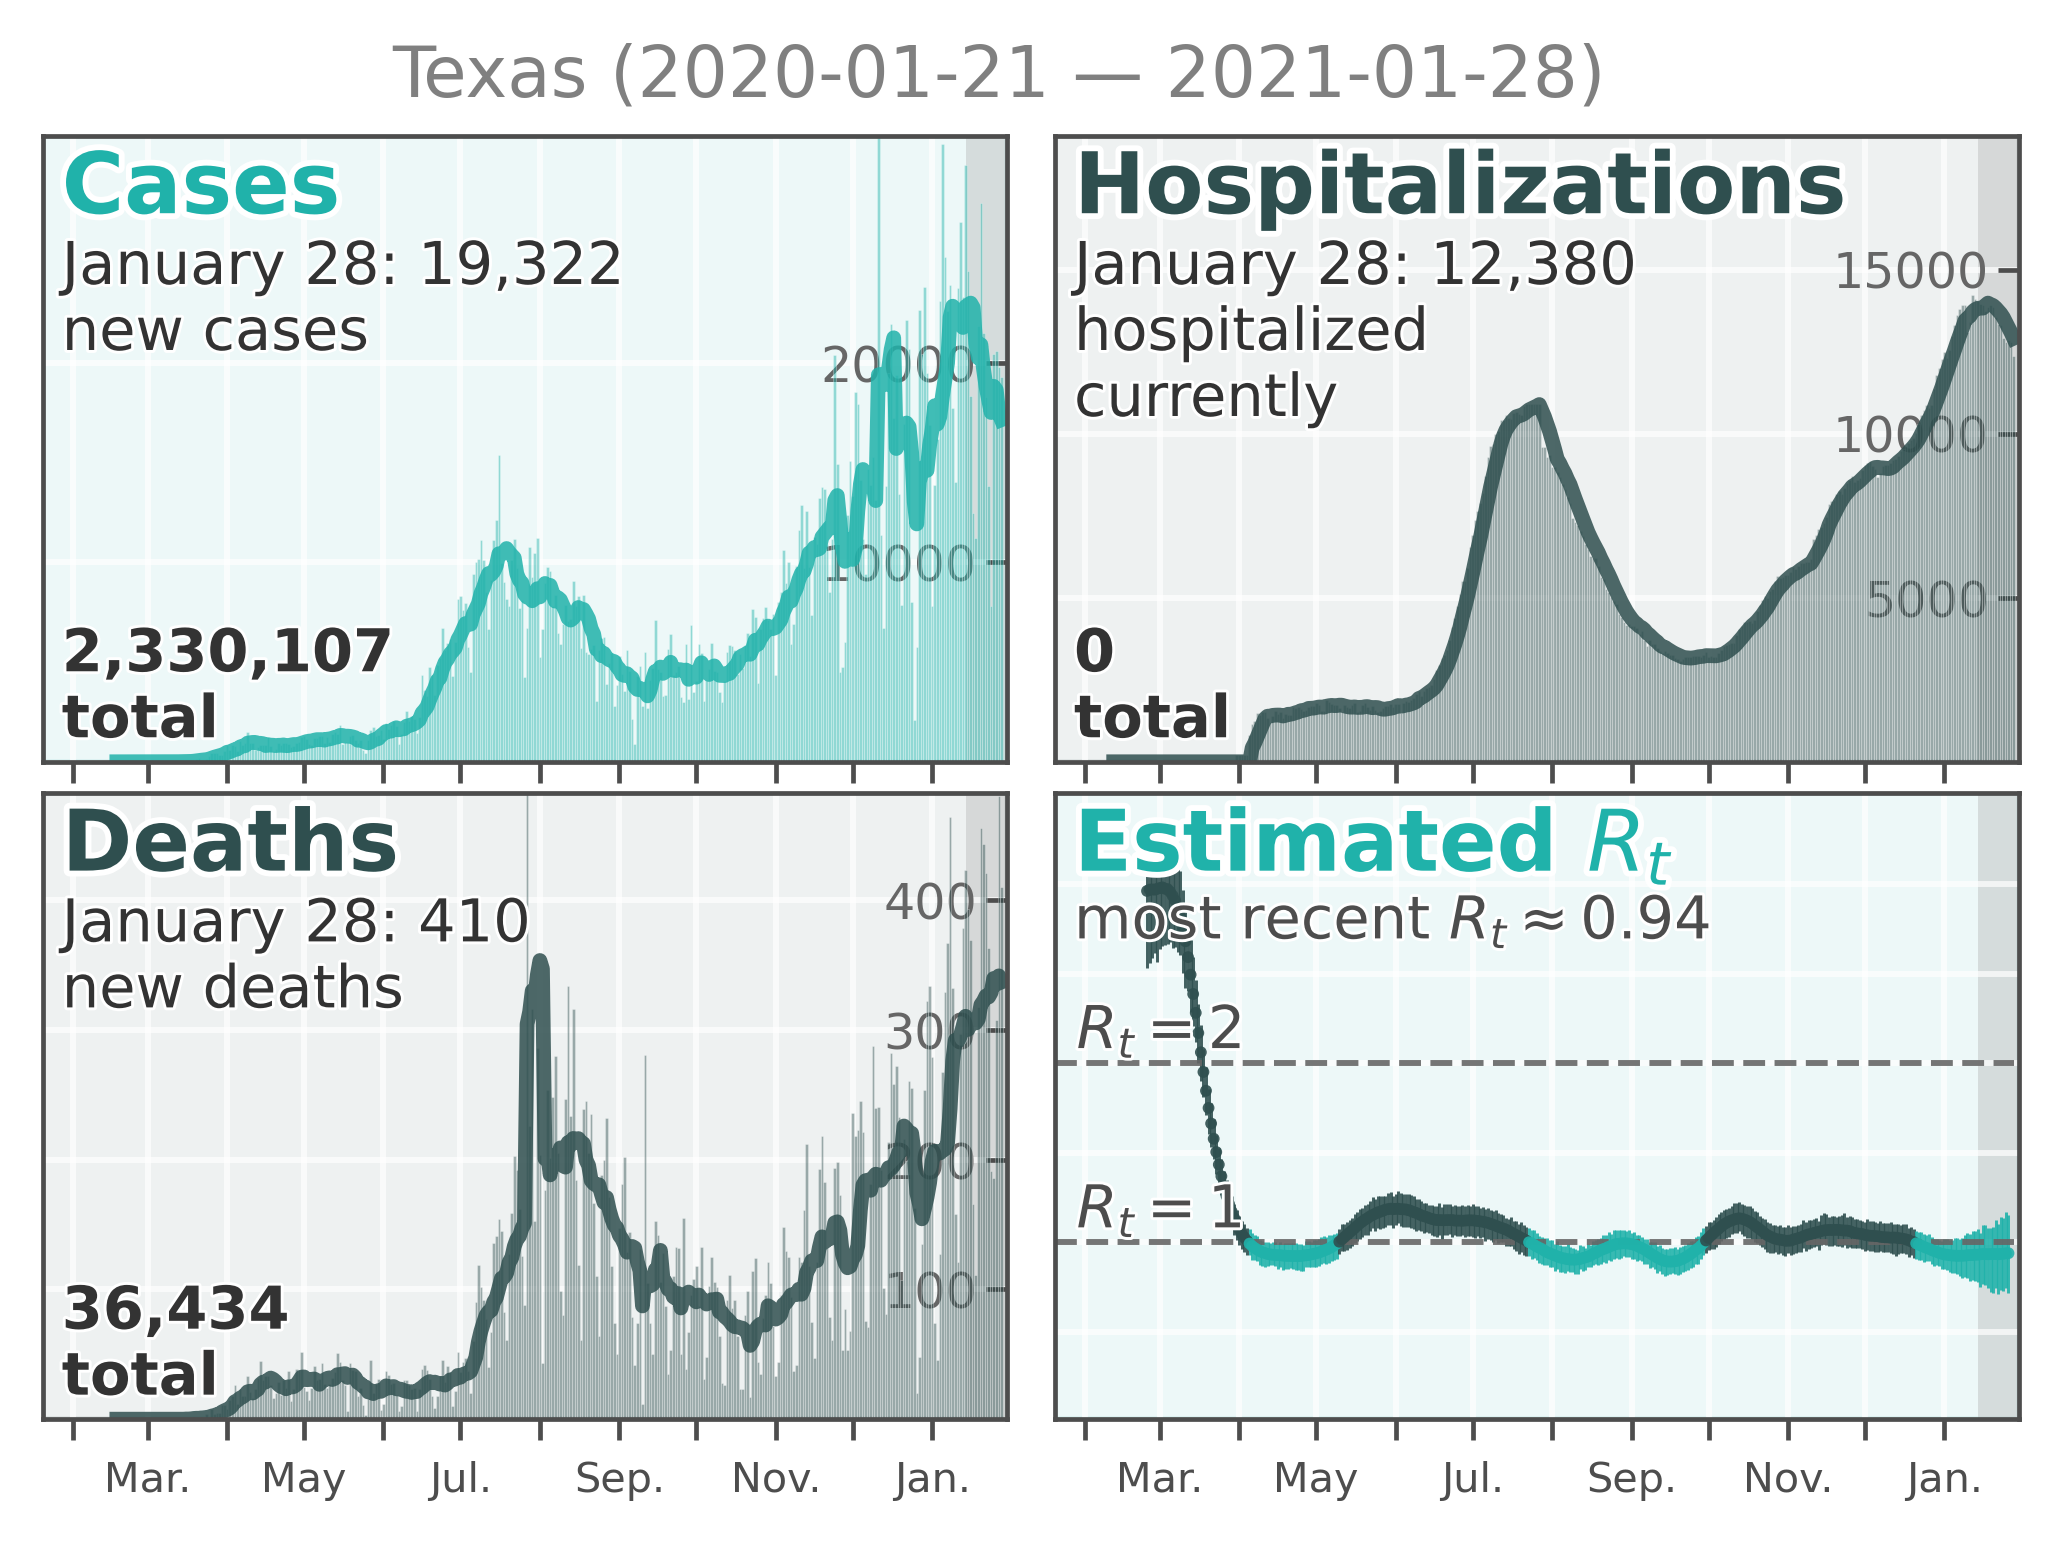 Texas (2020-01-21 — 2021-01-28)
Cases
January 28: 19,322
new cases
20000
10000
2,330,107
total
Hospitalizations
January 28: 12,380
hospitalized
currently
15000
10000
5000
0
total
Deaths
January 28: 410
new deaths
400
300
200
100
36,434
total
Mar. May Jul. Sep. Nov. Jan.
Estimated Rₜ
most recent Rₜ ≈ 0.94
Rₜ = 2
Rₜ = 1
Mar. May Jul. Sep. Nov. Jan.